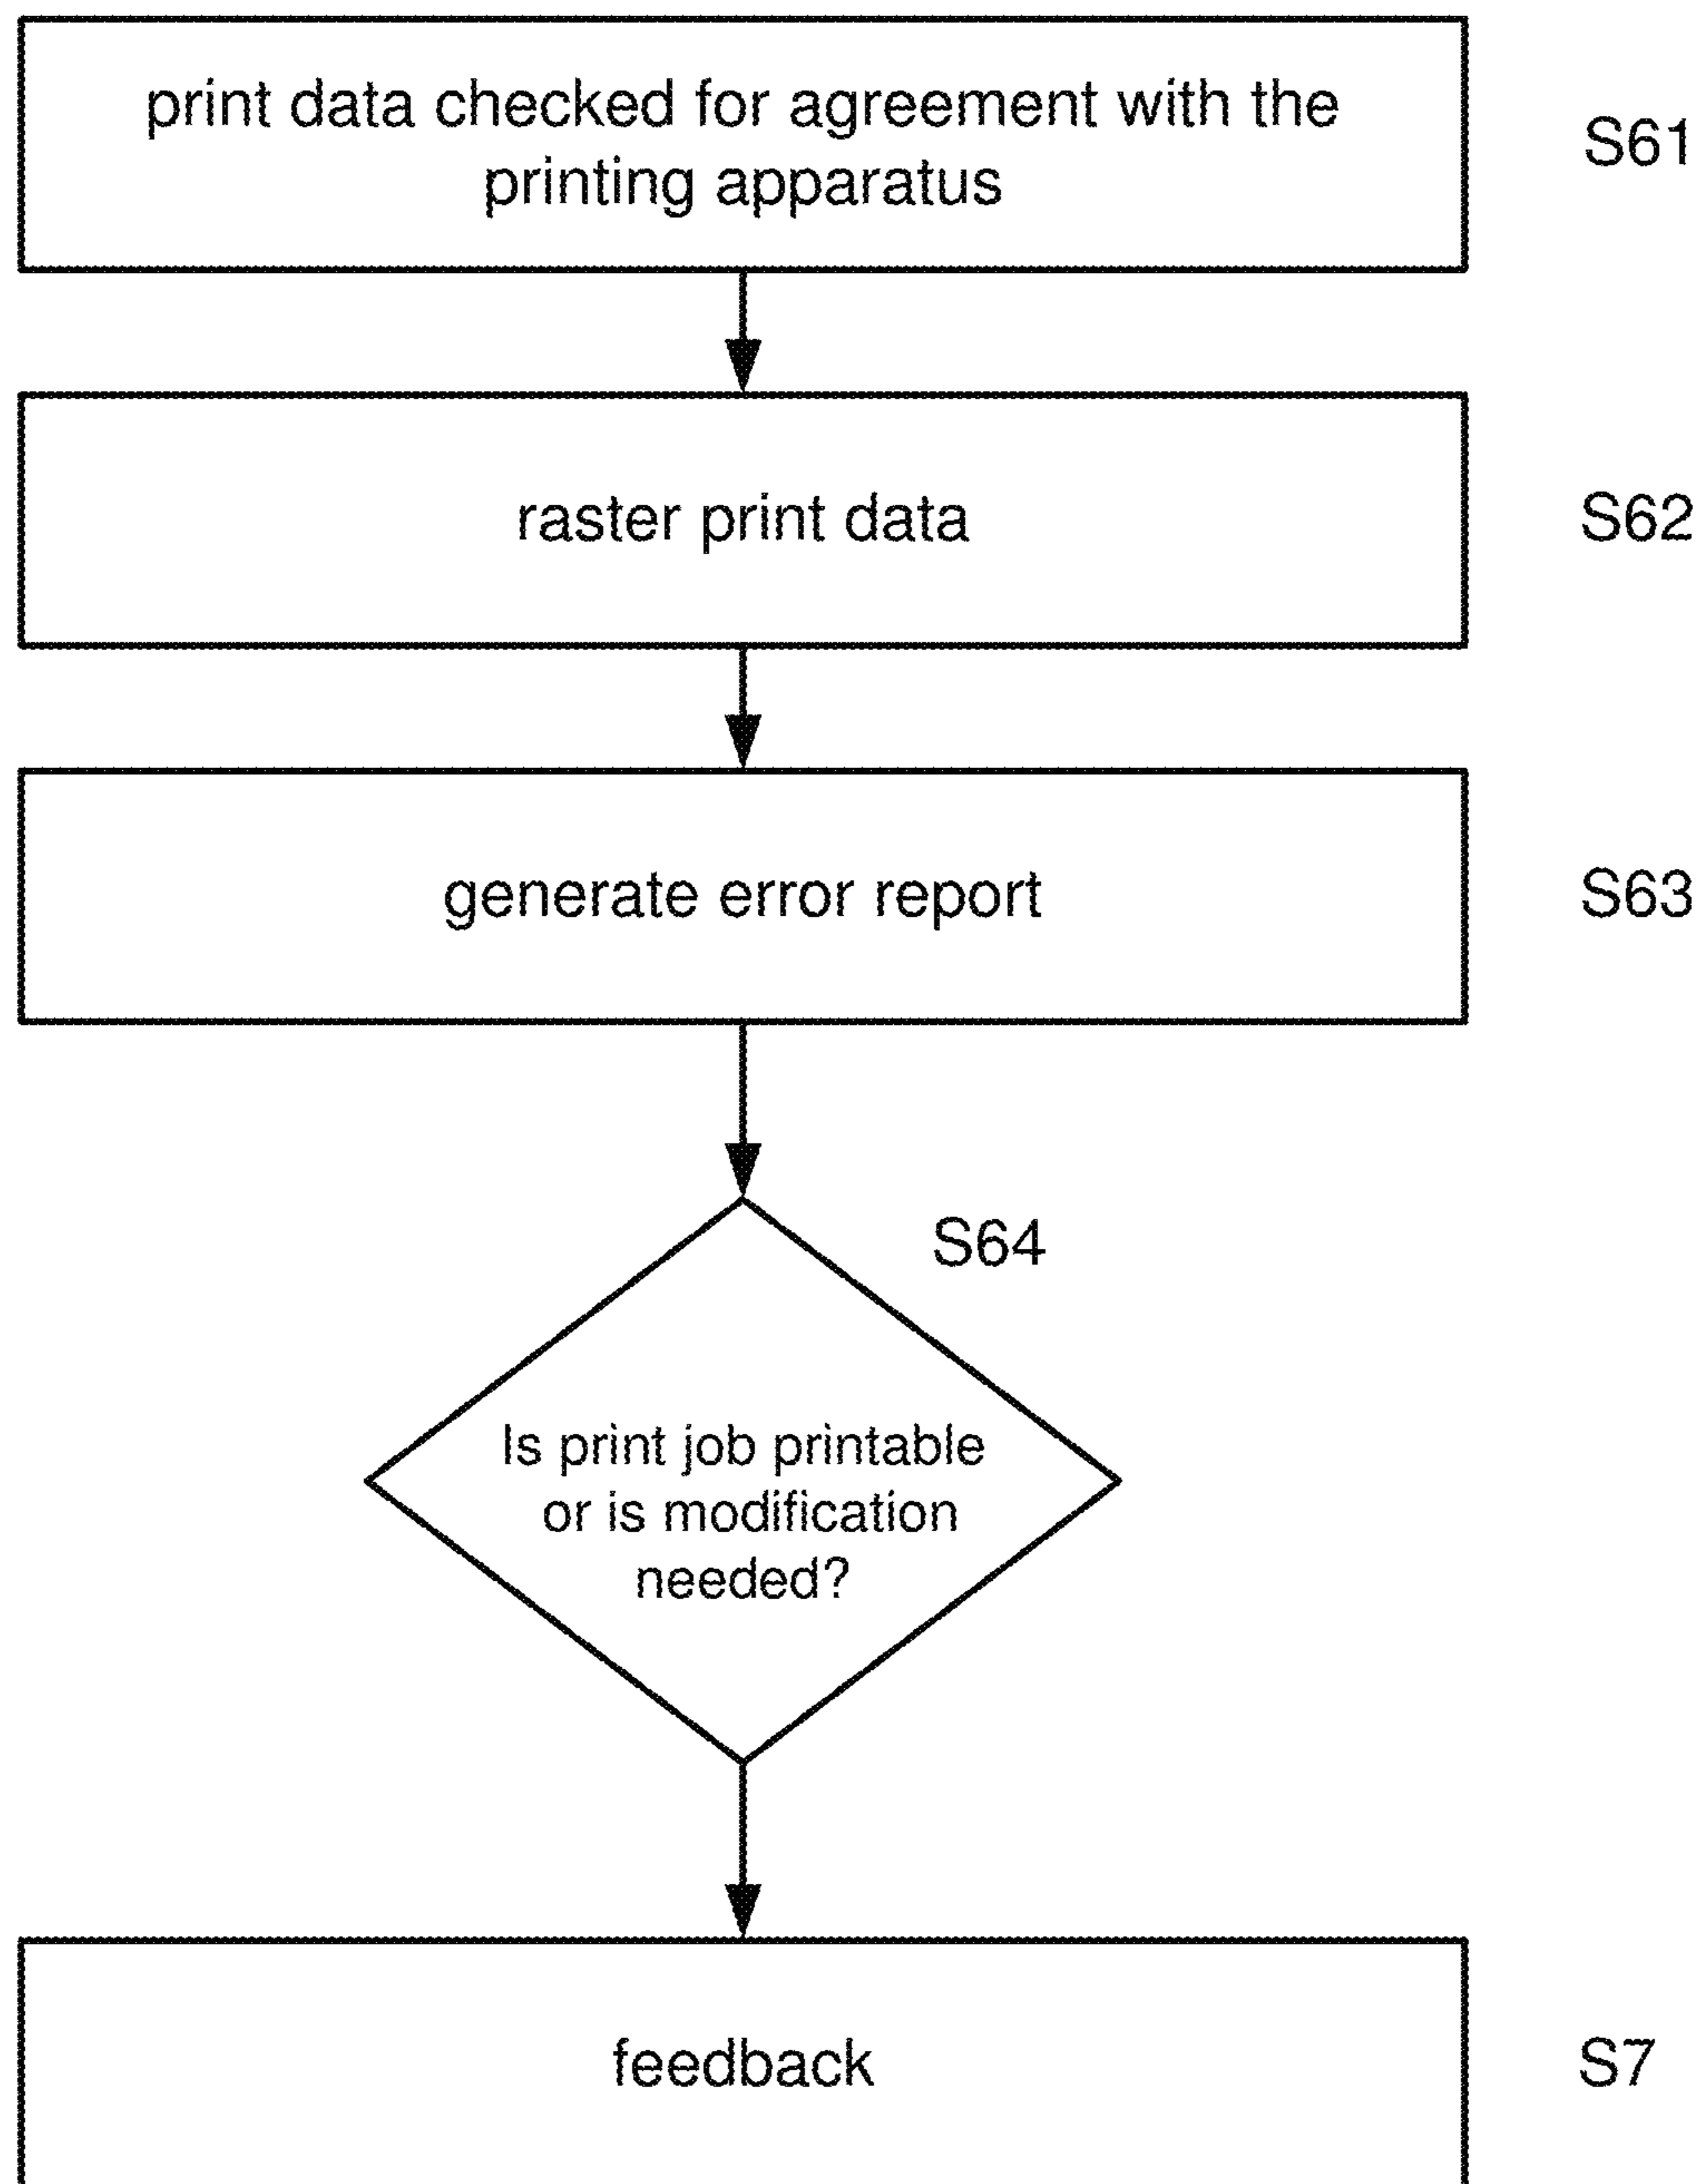 print data checked for agreement with the
printing apparatus
S61
raster print data
S62
generate error report
S63
S64
Is print job printable
or is modification
needed?
feedback
S7